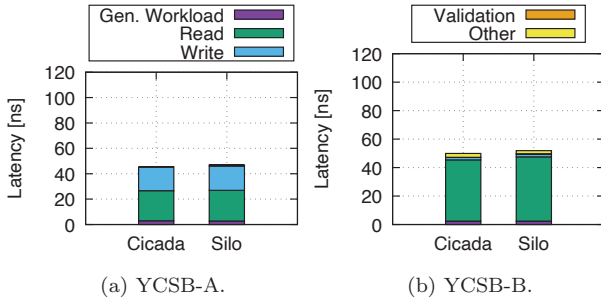 Gen. Workload
Read
Write
Latency [ns]
120
100
80
60
40
20
0
Cicada Silo
(a) YCSB-A.
Validation
Other
Latency [ns]
120
100
80
60
40
20
0
Cicada Silo
(b) YCSB-B.